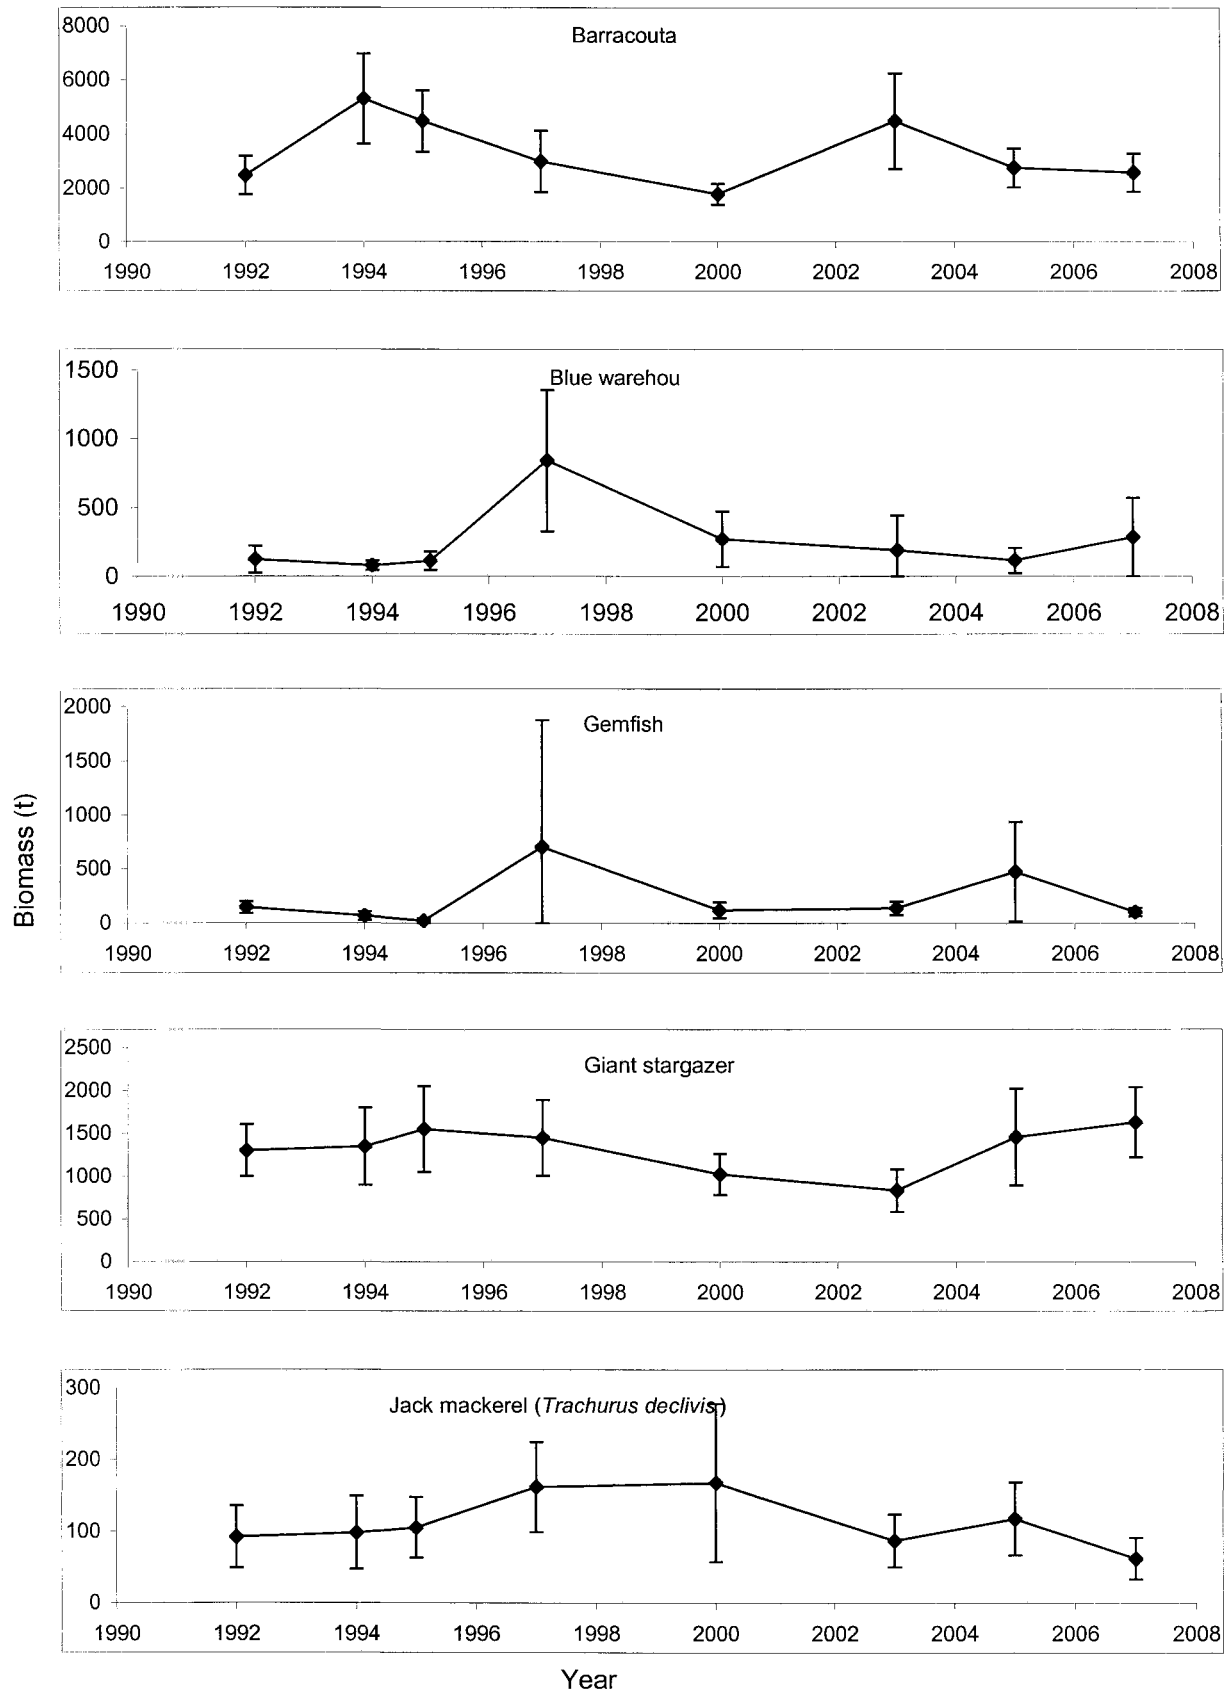 8000
Barracouta
6000
4000
2000
0
1990 1992 1994 1996 1998 2000 2002 2004 2006 2008
1500
Blue warehou
1000
500
0
1990 1992 1994 1996 1998 2000 2002 2004 2006 2008
2000
Gemfish
1500
1000
500
0
1990 1992 1994 1996 1998 2000 2002 2004 2006 2008
Biomass (t)
2500
Giant stargazer
2000
1500
1000
500
0
1990 1992 1994 1996 1998 2000 2002 2004 2006 2008
300
Jack mackerel (Trachurus declivis)
200
100
0
1990 1992 1994 1996 1998 2000 2002 2004 2006 2008
Year